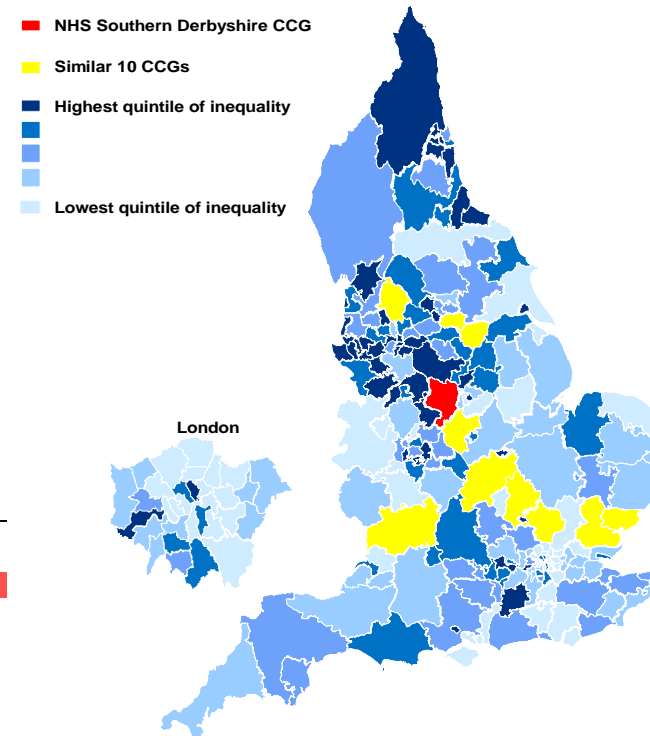 NHS Southern Derbyshire CCG
Similar 10 CCGs
Highest quintile of inequality
Lowest quintile of inequality
London